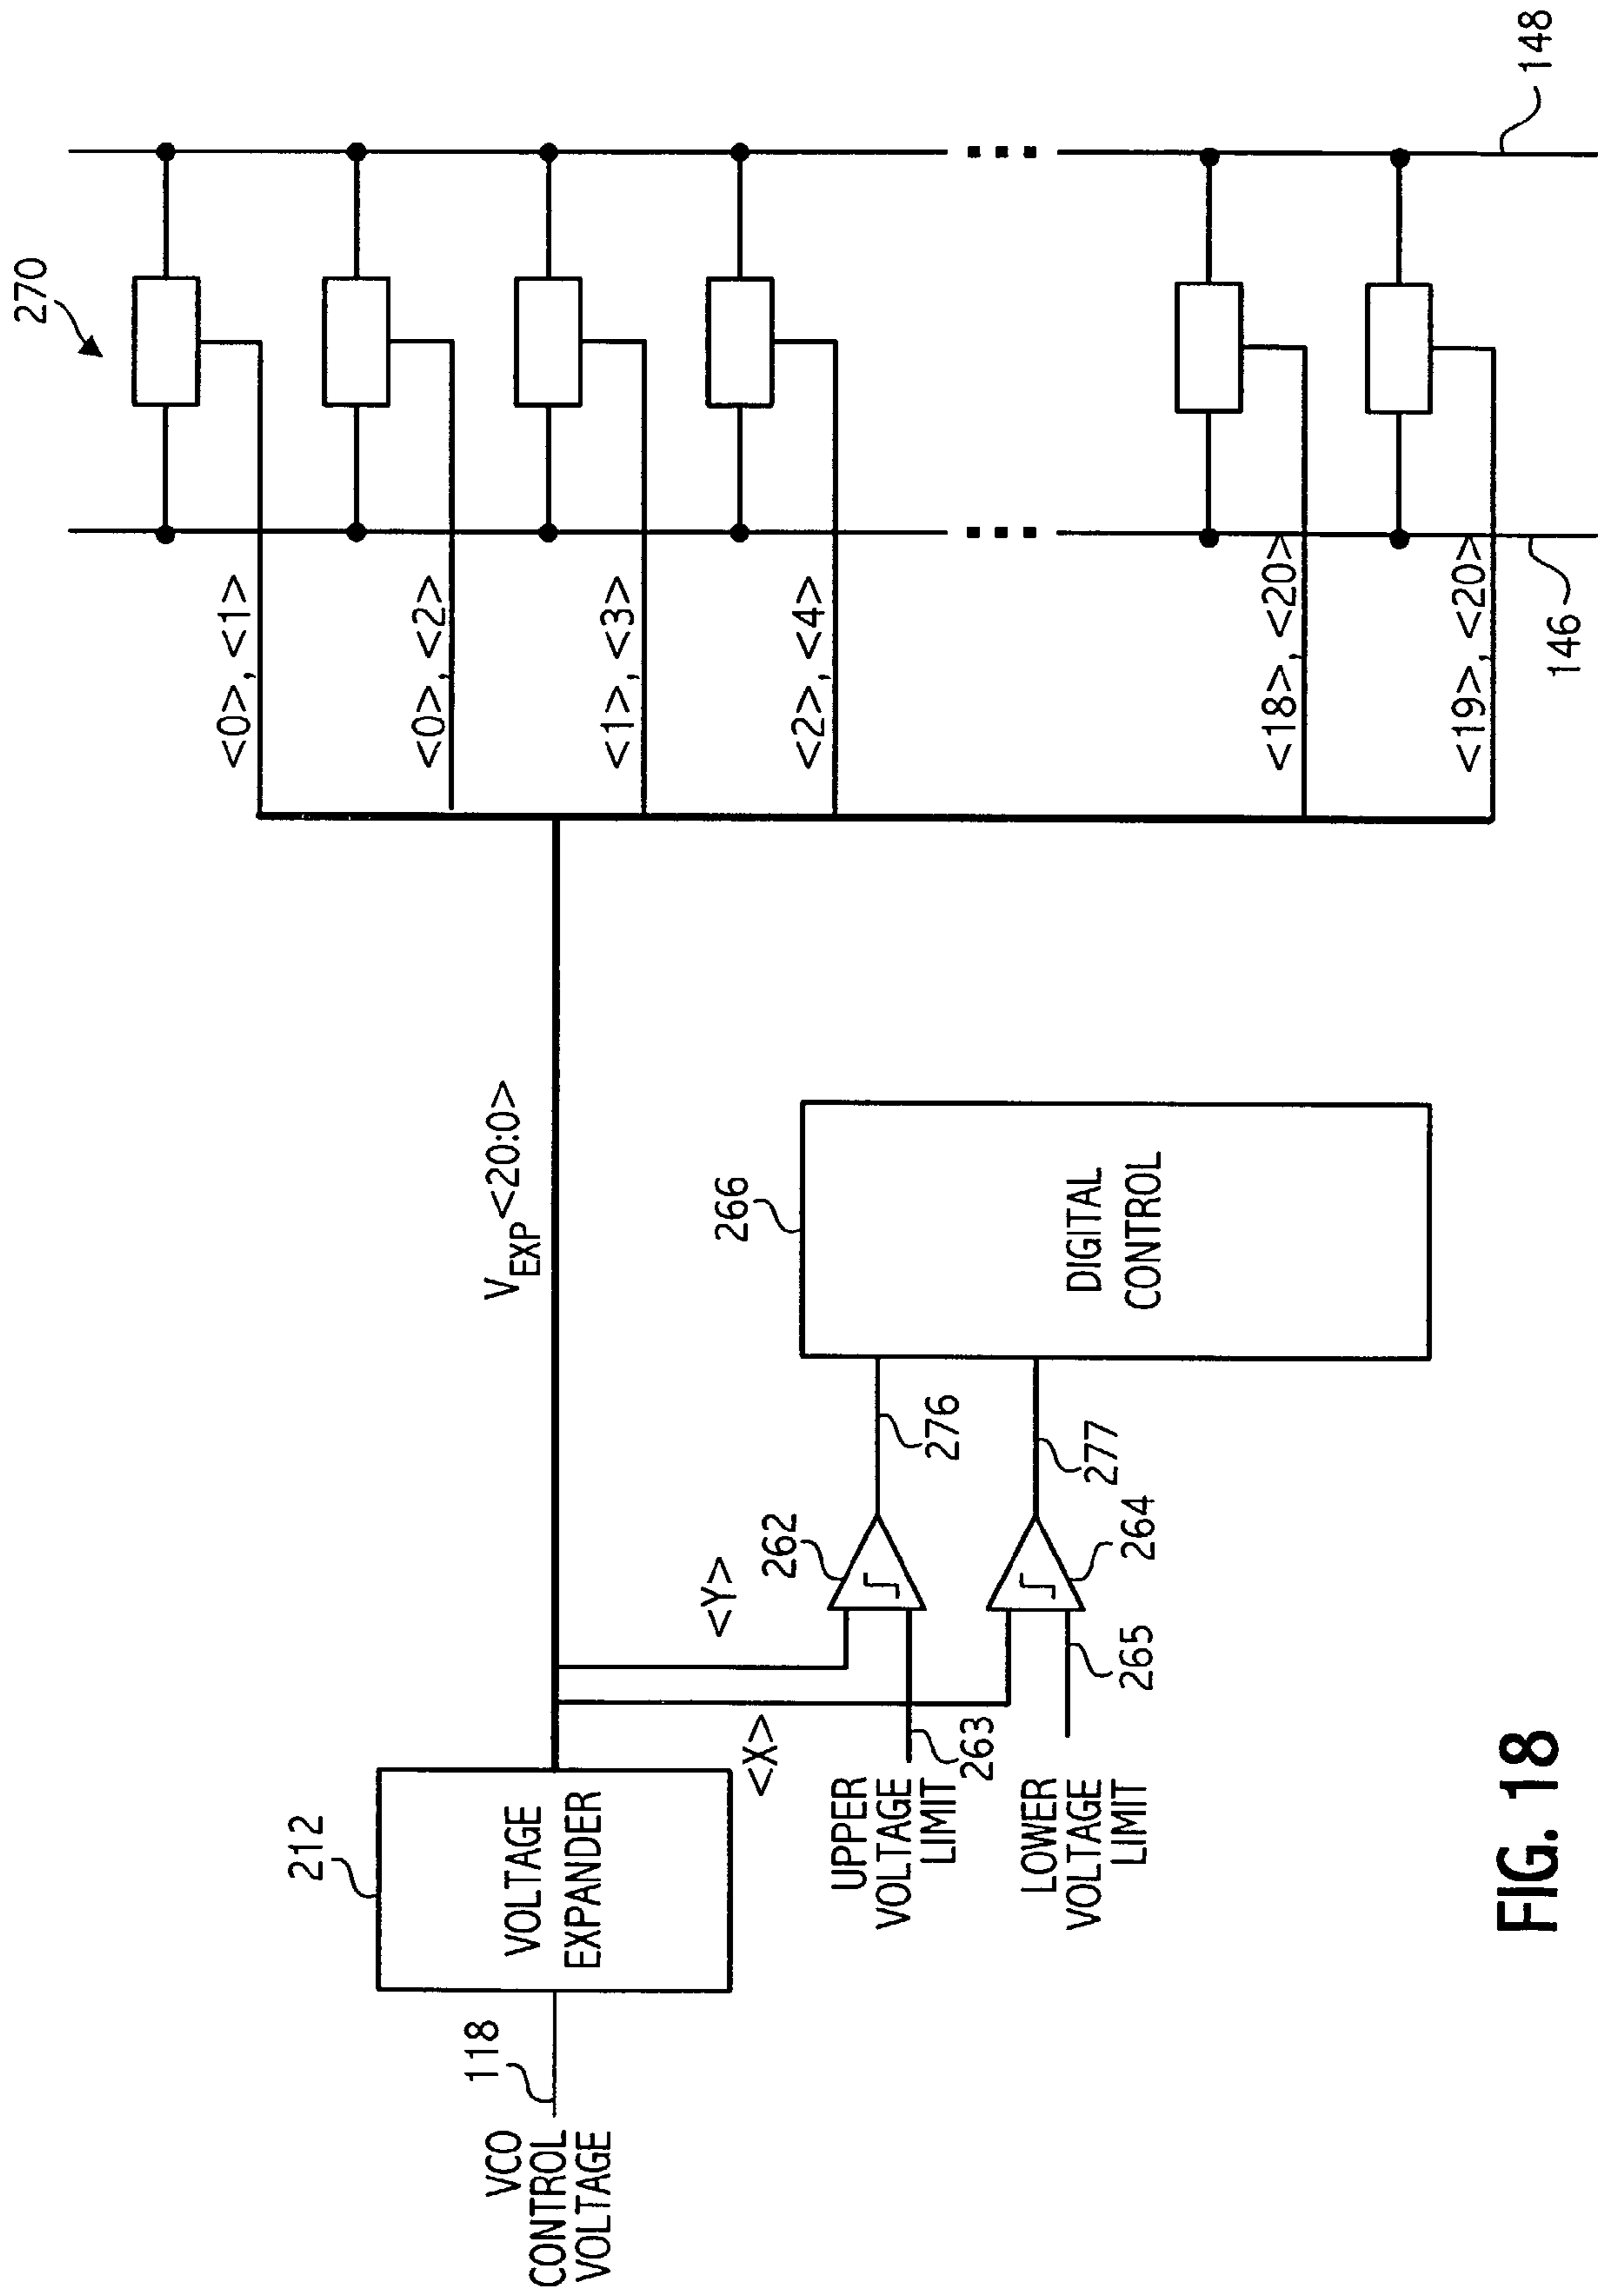 270
<0>, <1>
<0>, <2>
<1>, <3>
<2>, <4>
<18>, <20>
<19>, <20>
146
148
V EXP <20:0>
212
VOLTAGE
EXPANDER
118
VCO
CONTROL
VOLTAGE
<Y>
<X>
262
276
266
DIGITAL
CONTROL
UPPER
VOLTAGE
LIMIT
263
264
277
265
LOWER
VOLTAGE
LIMIT
FIG. 18